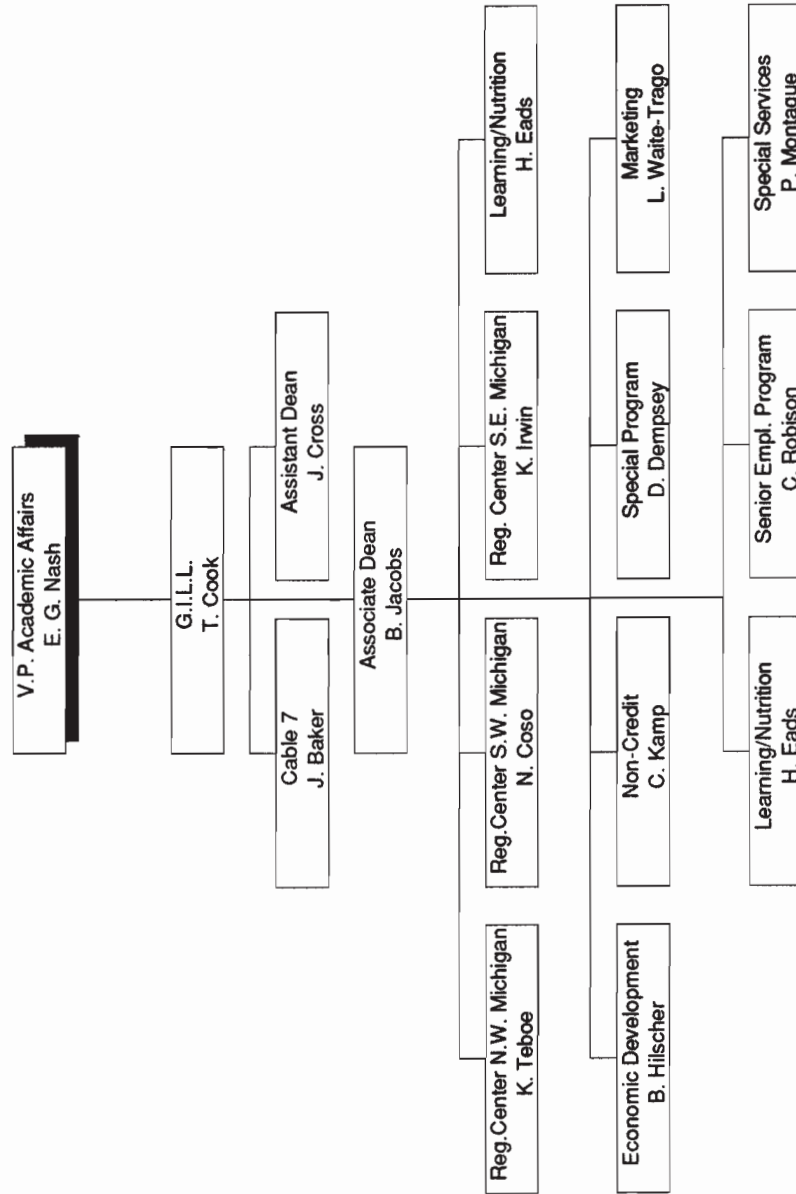 V.P. Academic Affairs
E. G. Nash
G.I.L.L.
T. Cook
Cable 7
J. Baker
Assistant Dean
J. Cross
Associate Dean
B. Jacobs
Reg.Center N.W. Michigan
K. Teboe
Reg.Center S.W. Michigan
N. Coso
Reg. Center S.E. Michigan
K. Irwin
Learning/Nutrition
H. Eads
Economic Development
B. Hilscher
Non-Credit
C. Kamp
Special Program
D. Dempsey
Marketing
L. Waite-Trago
Learning/Nutrition
H. Eads
Senior Empl. Program
C. Robison
Special Services
P. Montague